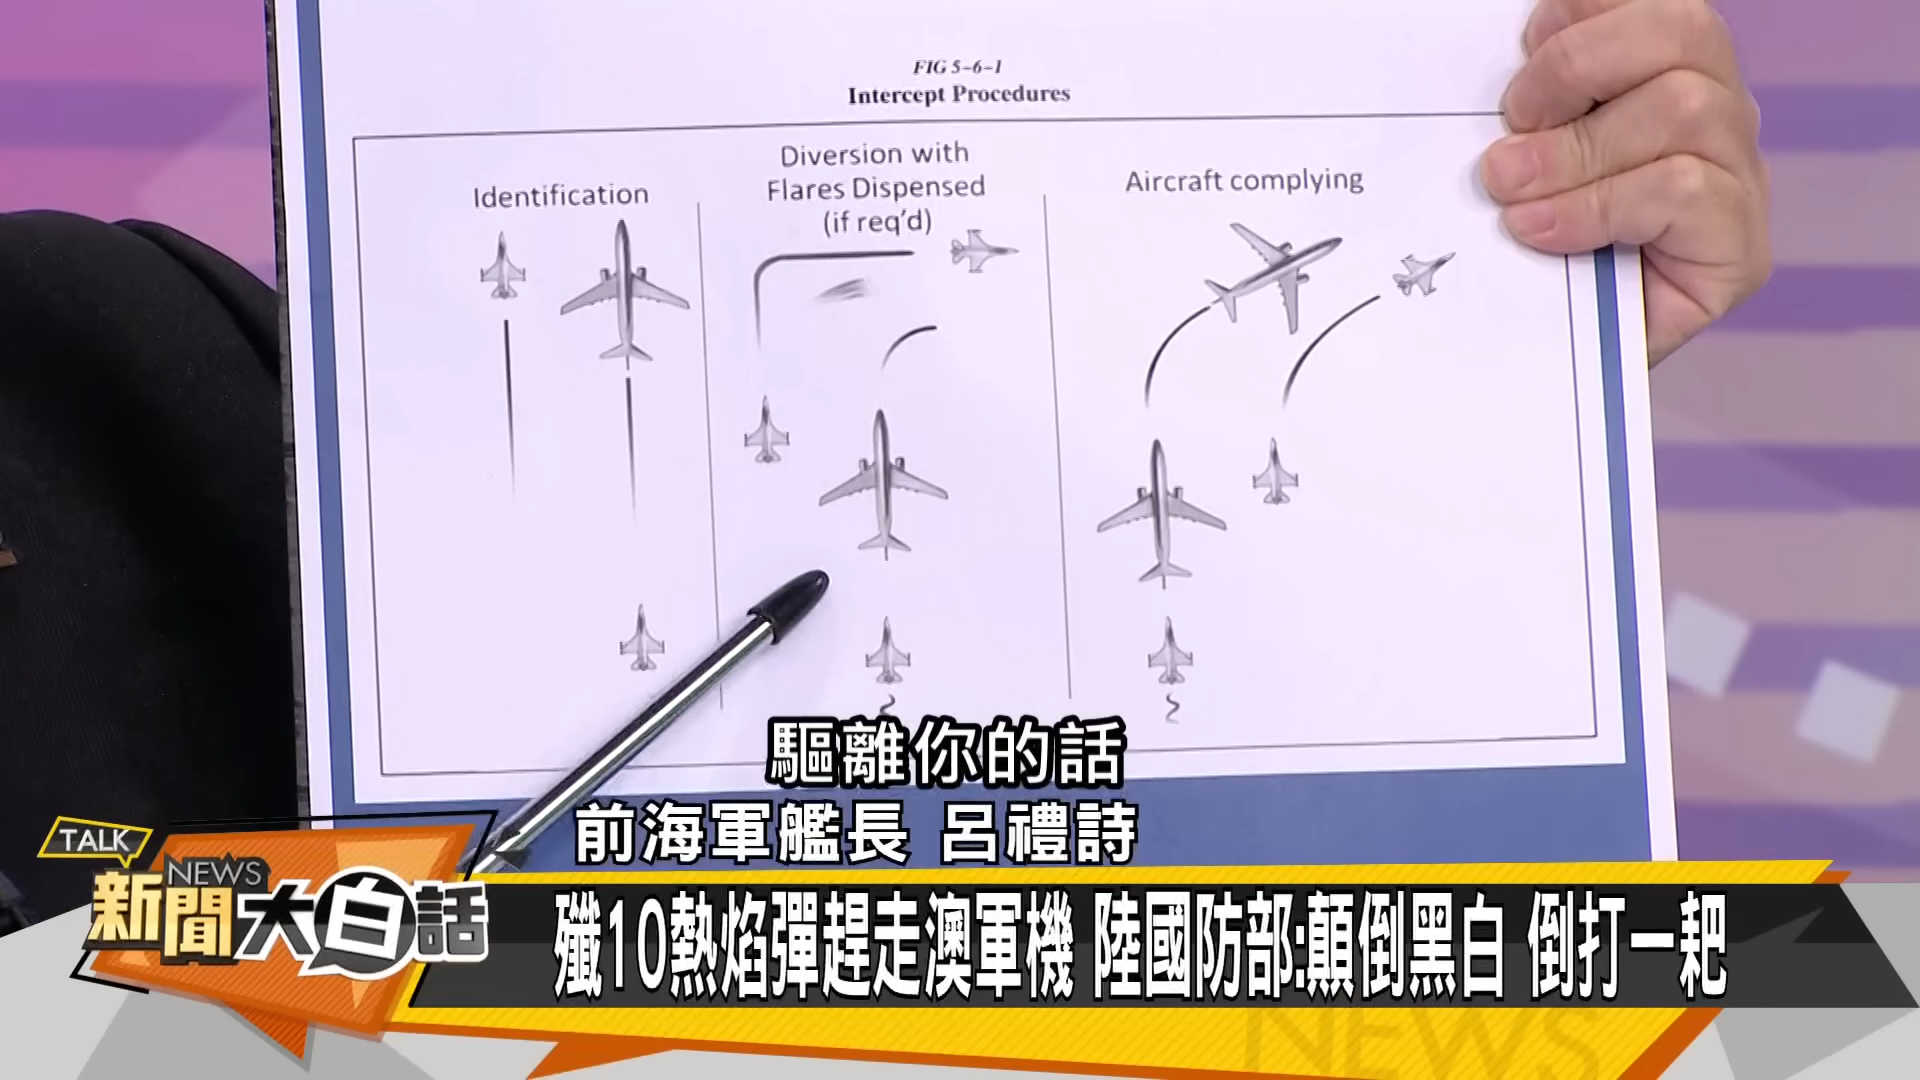 FIG 5-6-1
Intercept Procedures
Identification
Diversion with
Flares Dispensed
(if req'd)
Aircraft complying
驅離你的話
前海軍艦長 呂禮詩
TALK
NEWS
新聞大白話
殲10熱焰彈趕走澳軍機 陸國防部:顛倒黑白 倒打一耙
NEWS